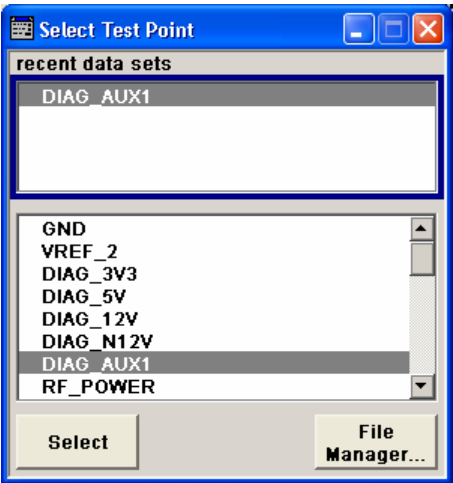 Select Test Point
recent data sets
DIAG_AUX1
GND
VREF_2
DIAG_3V3
DIAG_5V
DIAG_12V
DIAG_N12V
DIAG_AUX1
RF_POWER
Select
File
Manager...